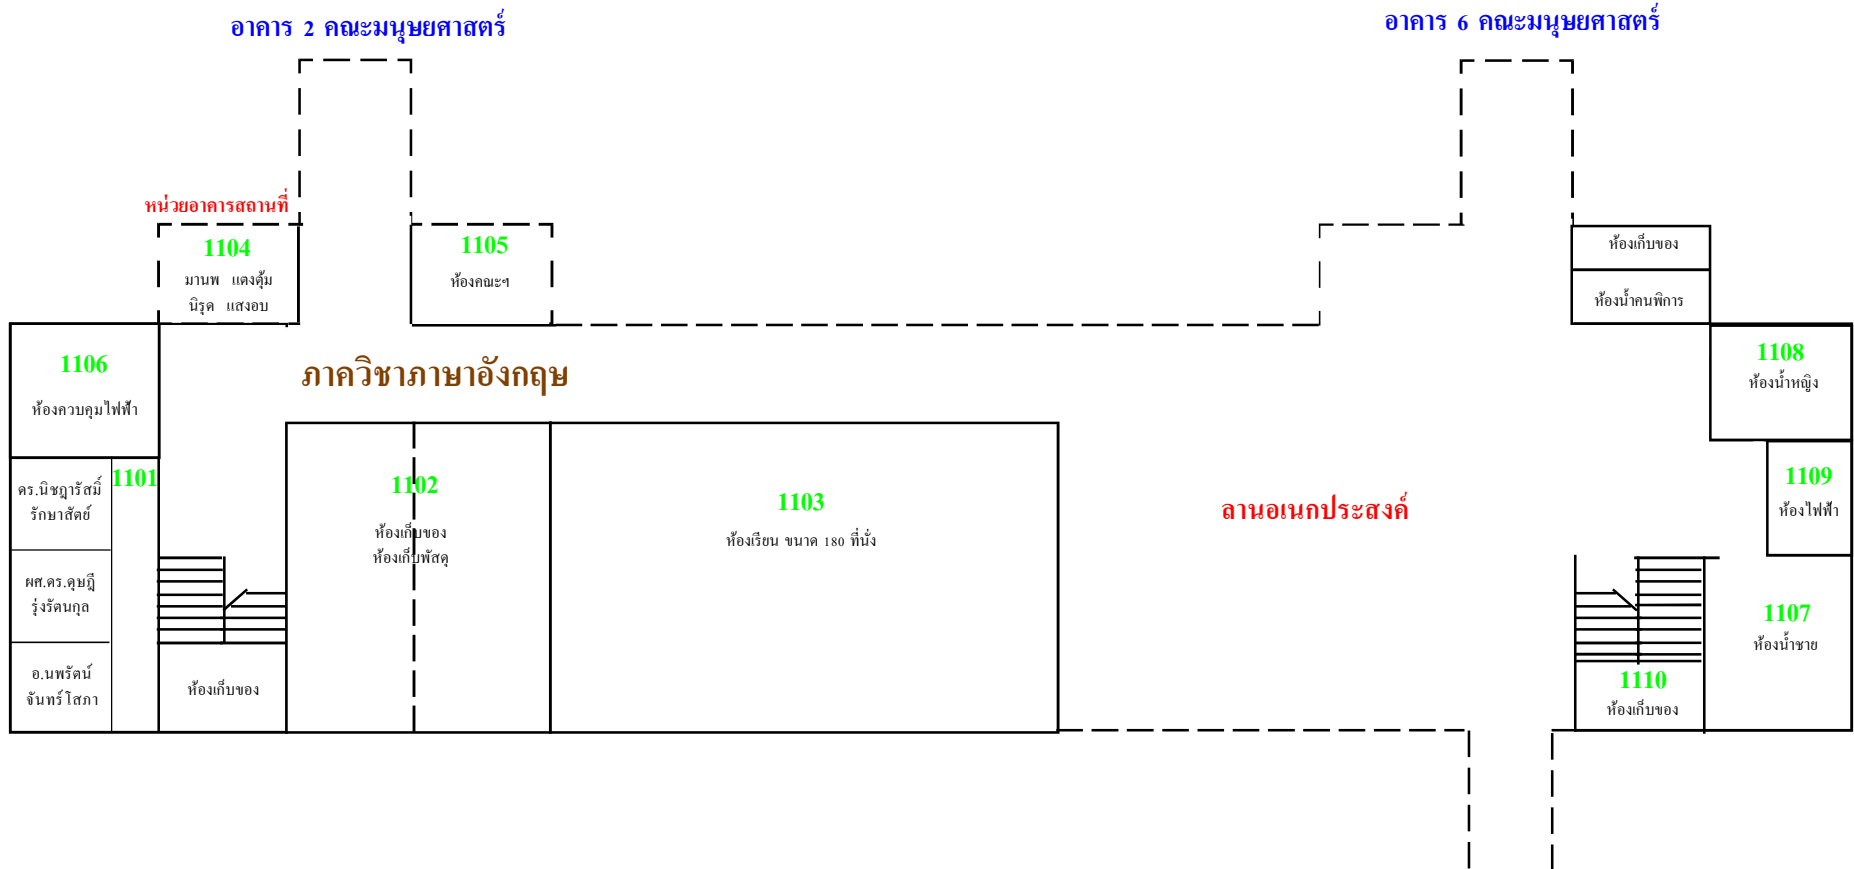 อาคาร 2 คณะมนุษยศาสตร์
อาคาร 6 คณะมนุษยศาสตร์
หน่วยอาคารสถานที่
1104
มานพ แตงตุ้ม
นิรุต แสงอบ
1105
ห้องคณะฯ
ห้องเก็บของ
ห้องน้ำคนพิการ
1106
ห้องควบคุมไฟฟ้า
ภาควิชาภาษาอังกฤษ
1108
ห้องน้ำหญิง
1101
ดร.นิชฎารัสมิ์
รักษาสัตย์
ผศ.ดร.ดุษฎี
รุ่งรัตนกุล
อ.นพรัตน์
จันทร์โสภา
ห้องเก็บของ
1102
ห้องเก็บของ
ห้องเก็บพัสดุ
1103
ห้องเรียน ขนาด 180 ที่นั่ง
ลานอเนกประสงค์
1109
ห้องไฟฟ้า
1107
ห้องน้ำชาย
1110
ห้องเก็บของ